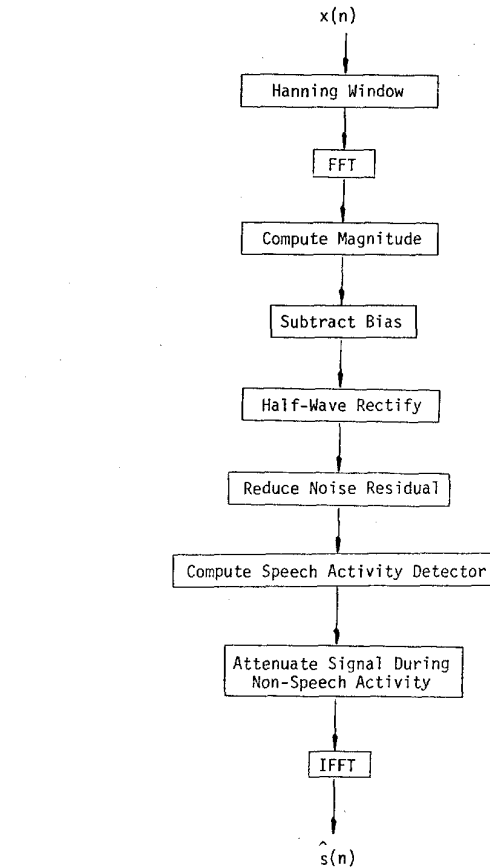 x(n)
Hanning Window
FFT
Compute Magnitude
Subtract Bias
Half-Wave Rectify
Reduce Noise Residual
Compute Speech Activity Detector
Attenuate Signal During
Non-Speech Activity
IFFT
ŝ(n)